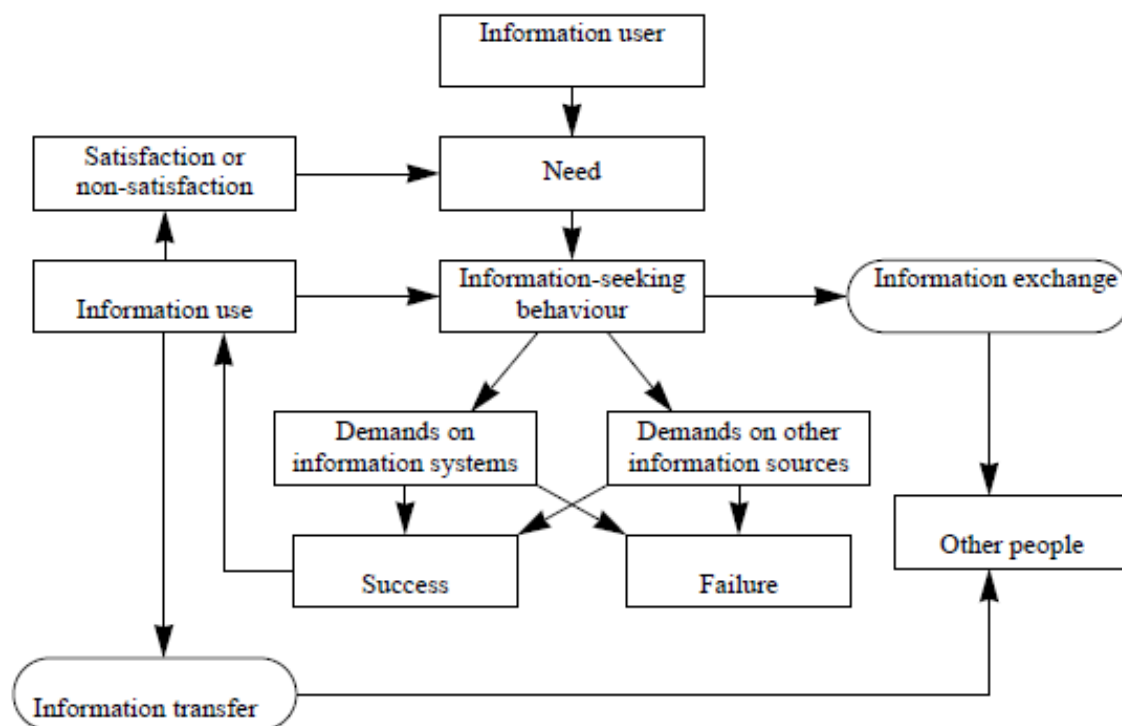 Information user
Satisfaction or
non-satisfaction
Need
Information use
Information-seeking
behaviour
Information exchange
Demands on
information systems
Demands on other
information sources
Success
Failure
Other people
Information transfer